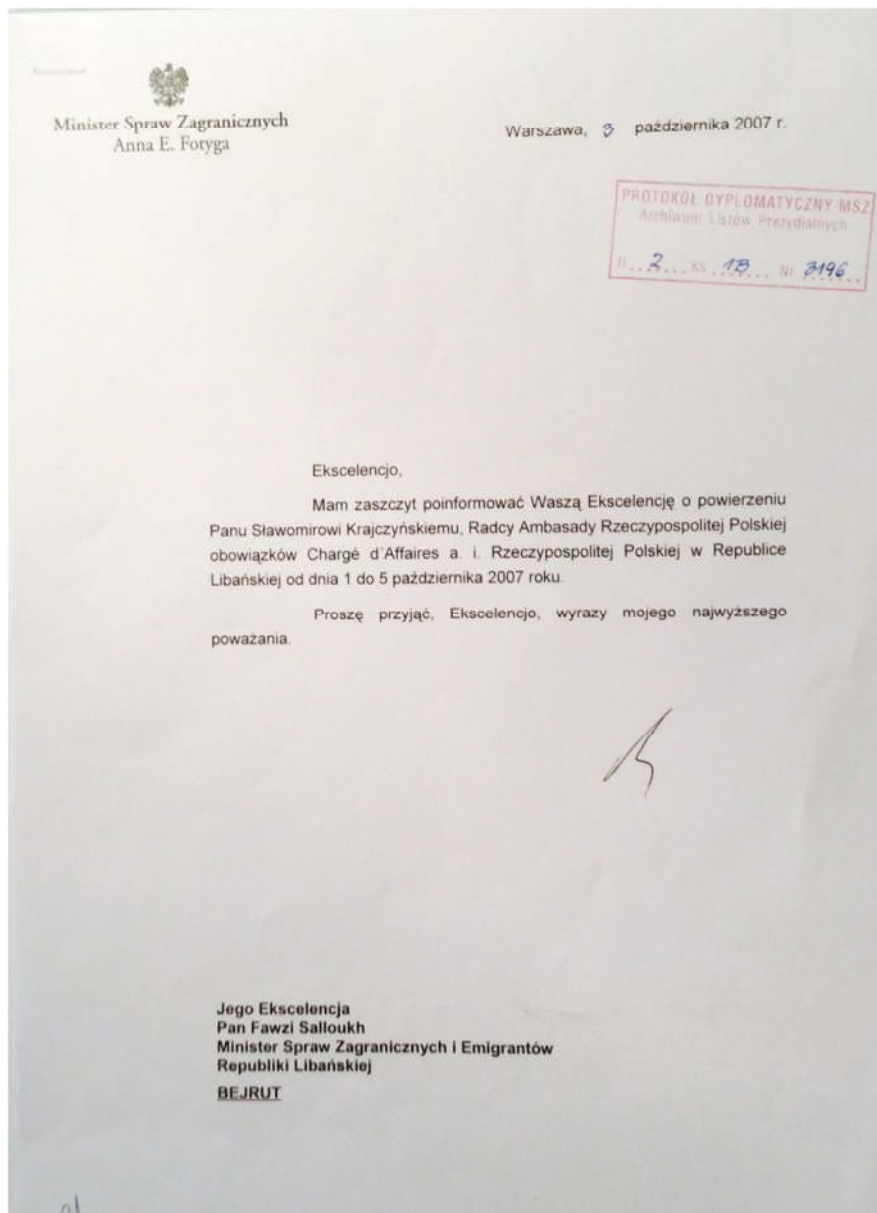 Minister Spraw Zagranicznych
Anna E. Fotyga
Warszawa, 3 października 2007 r.
PROTOKÓŁ DYPLOMATYCZNY MSZ
Archiwum Listów Prezydialnych
2 Ks. 1B Nr 3196
Ekscelencjo,
Mam zaszczyt poinformować Waszą Ekscelencję o powierzeniu
Panu Sławomirowi Krajczyńskiemu, Radcy Ambasady Rzeczypospolitej Polskiej
obowiązków Chargé d'Affaires a. i. Rzeczypospolitej Polskiej w Republice
Libańskiej od dnia 1 do 5 października 2007 roku.
Proszę przyjąć, Ekscelencjo, wyrazy mojego najwyższego
poważania.
Jego Ekscelencja
Pan Fawzi Salloukh
Minister Spraw Zagranicznych i Emigrantów
Republiki Libańskiej
BEJRUT